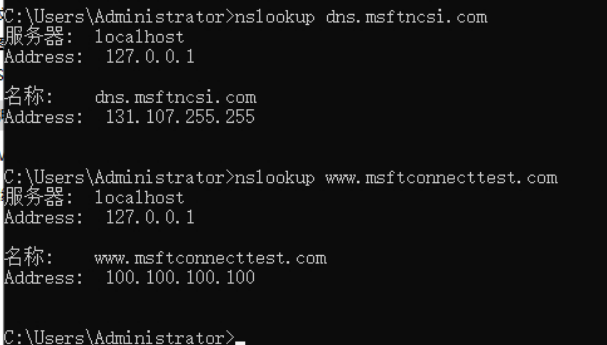 C:\Users\Administrator>nslookup dns.msftncsi.com
服务器:  localhost
Address:  127.0.0.1
名称:    dns.msftncsi.com
Address:  131.107.255.255
C:\Users\Administrator>nslookup www.msftconnecttest.com
服务器:  localhost
Address:  127.0.0.1
名称:    www.msftconnecttest.com
Address:  100.100.100.100
C:\Users\Administrator>